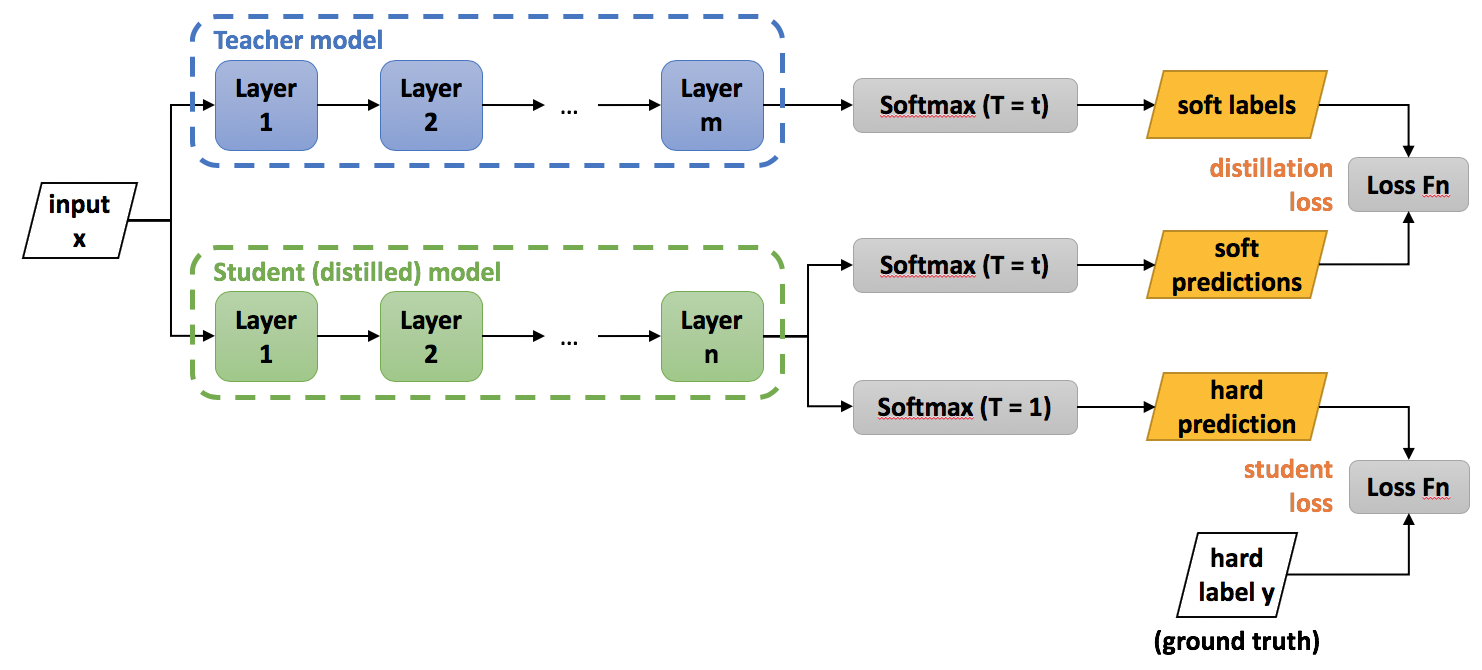 Teacher model
Layer
1
Layer
2
...
Layer
m
Softmax (T = t)
soft labels
input
x
distillation
loss
Loss Fn
Student (distilled) model
Layer
1
Layer
2
...
Layer
n
Softmax (T = t)
soft
predictions
Softmax (T = 1)
hard
prediction
student
loss
Loss Fn
hard
label y
(ground truth)